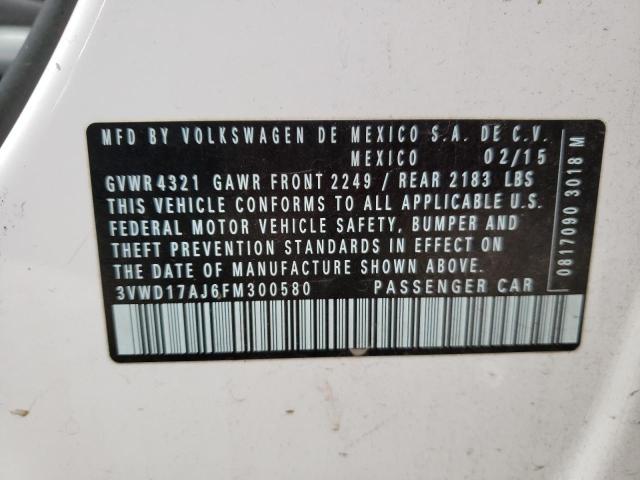 MFD BY VOLKSWAGEN DE MEXICO S.A. DE C.V.
MEXICO 02/15
GVWR 4321 GAWR FRONT 2249 / REAR 2183 LBS
THIS VEHICLE CONFORMS TO ALL APPLICABLE U.S.
FEDERAL MOTOR VEHICLE SAFETY, BUMPER AND
THEFT PREVENTION STANDARDS IN EFFECT ON
THE DATE OF MANUFACTURE SHOWN ABOVE.
3VWD17AJ6FM300580 PASSENGER CAR
0817090 3018 M